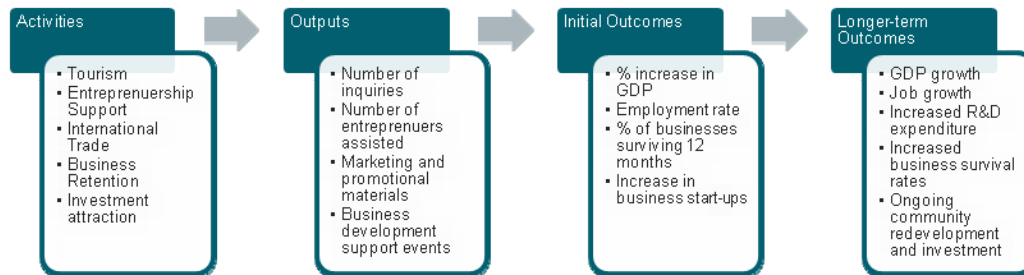 Activities
▪ Tourism
▪ Entreprenuership
Support
▪ International
Trade
▪ Business
Retention
▪ Investment
attraction
Outputs
▪ Number of
inquiries
▪ Number of
entreprenuers
assisted
▪ Marketing and
promotional
materials
▪ Business
development
support events
Initial Outcomes
▪ % increase in
GDP
▪ Employment rate
▪ % of businesses
surviving 12
months
▪ Increase in
business start-ups
Longer-term
Outcomes
▪ GDP growth
▪ Job growth
▪ Increased R&D
expenditure
▪ Increased
business survival
rates
▪ Ongoing
community
redevelopment
and investment